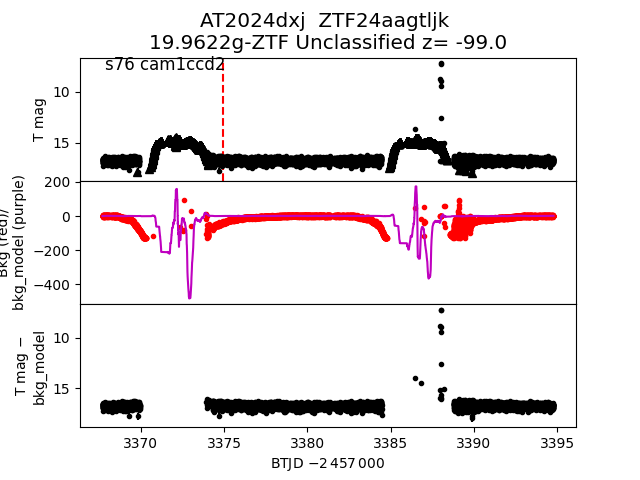 AT2024dxj  ZTF24aagtljk
19.9622g-ZTF Unclassified z= -99.0
s76 cam1ccd2
T mag
10
15
Bkg (red)/
bkg_model (purple)
200
0
−200
−400
T mag −
bkg_model
10
15
3370 3375 3380 3385 3390 3395
BTJD −2 457 000